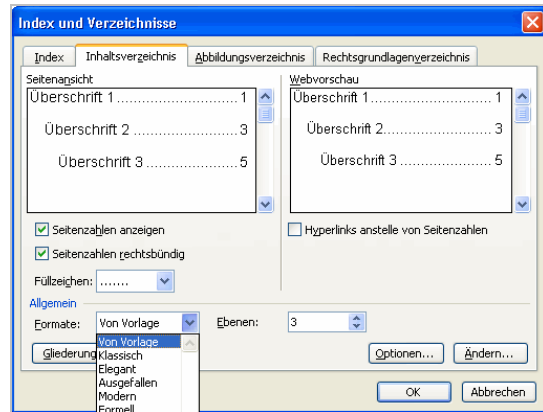 Index und Verzeichnisse
Index Inhaltsverzeichnis Abbildungsverzeichnis Rechtsgrundlagenverzeichnis
Seitenansicht Webvorschau
Überschrift 1 ............................ 1 Überschrift 1 ............................ 1
Überschrift 2 ....................... 3 Überschrift 2....................... 3
Überschrift 3 .................. 5 Überschrift 3 .................. 5
Seitenzahlen anzeigen Hyperlinks anstelle von Seitenzahlen
Seitenzahlen rechtsbündig
Füllzeichen: .......
Allgemein
Formate: Von Vorlage Ebenen: 3
Von Vorlage
Gliederung Klassisch Optionen... Ändern...
Elegant
Ausgefallen
Modern
Formell
OK Abbrechen